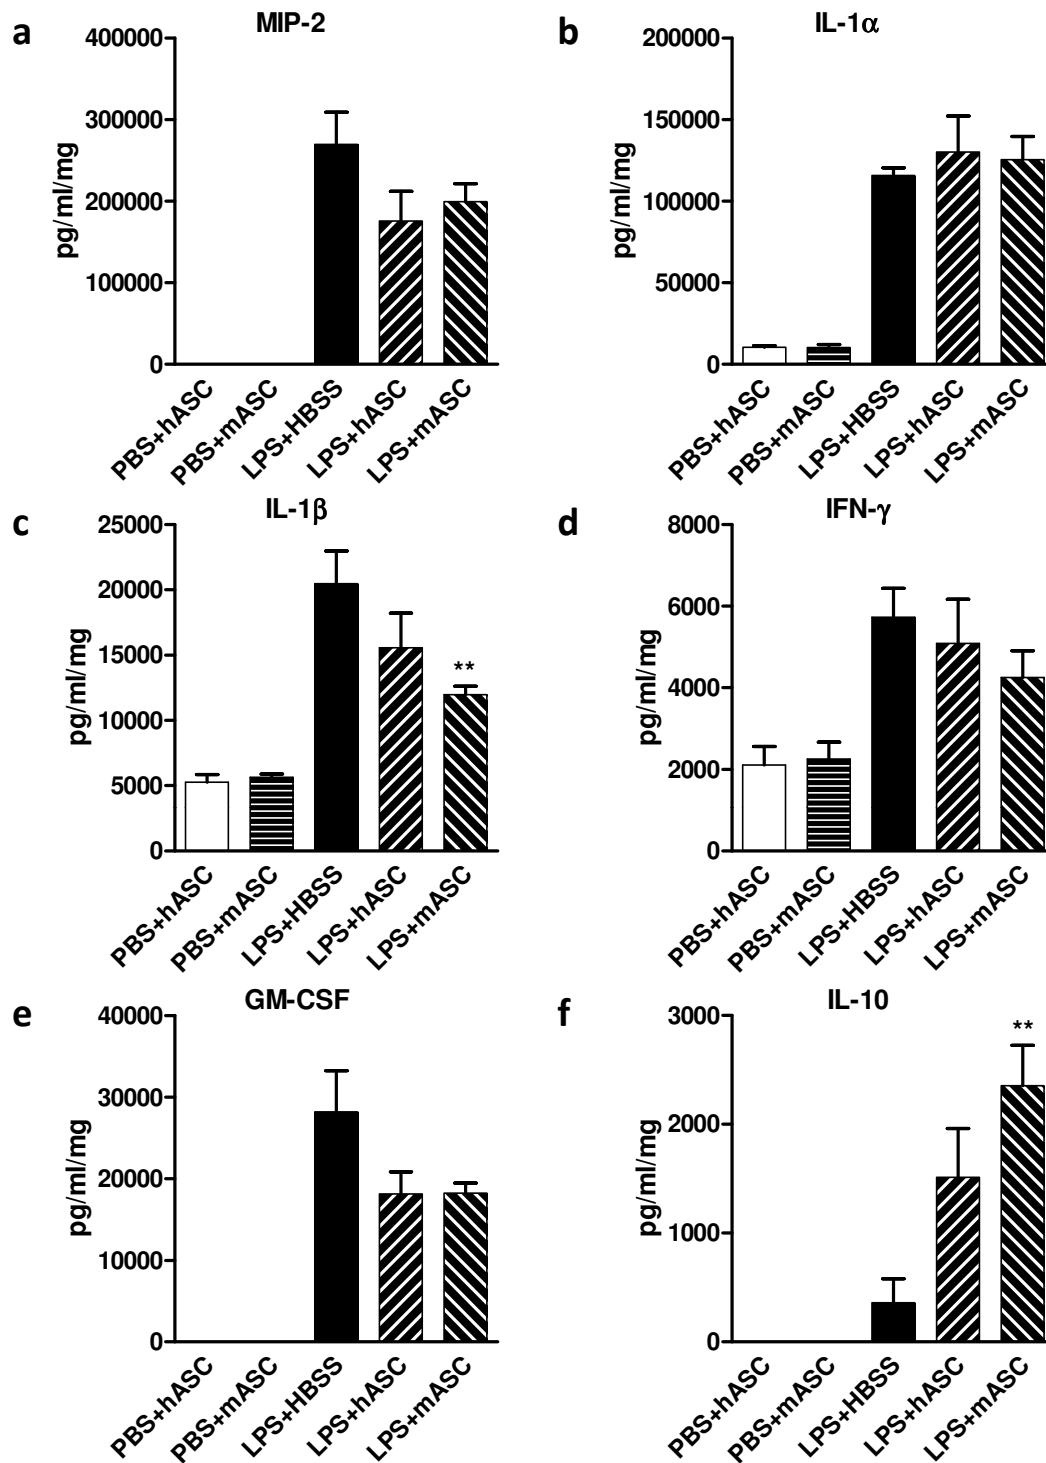 a
MIP-2
400000
300000
200000
100000
0
pg/ml/mg
PBS+hASC
PBS+mASC
LPS+HBSS
LPS+hASC
LPS+mASC
b
IL-1α
200000
150000
100000
50000
0
pg/ml/mg
PBS+hASC
PBS+mASC
LPS+HBSS
LPS+hASC
LPS+mASC
c
IL-1β
25000
20000
15000
10000
5000
0
pg/ml/mg
**
PBS+hASC
PBS+mASC
LPS+HBSS
LPS+hASC
LPS+mASC
d
IFN-γ
8000
6000
4000
2000
0
pg/ml/mg
PBS+hASC
PBS+mASC
LPS+HBSS
LPS+hASC
LPS+mASC
e
GM-CSF
40000
30000
20000
10000
0
pg/ml/mg
PBS+hASC
PBS+mASC
LPS+HBSS
LPS+hASC
LPS+mASC
f
IL-10
3000
2000
1000
0
pg/ml/mg
**
PBS+hASC
PBS+mASC
LPS+HBSS
LPS+hASC
LPS+mASC